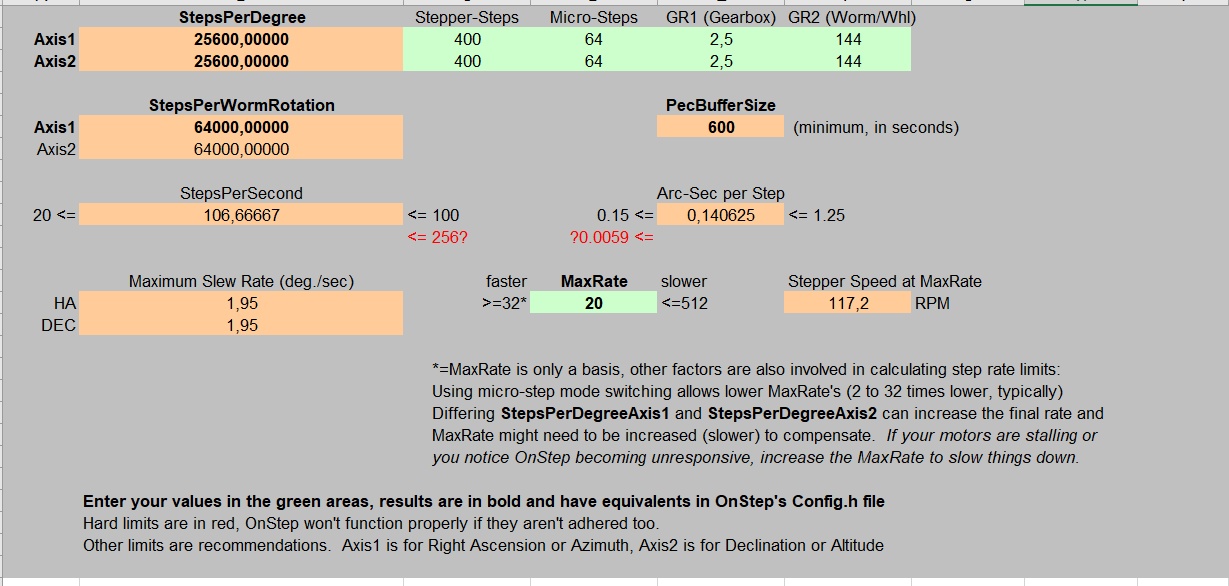 StepsPerDegree Stepper-Steps Micro-Steps GR1 (Gearbox) GR2 (Worm/Whl)
Axis1 25600,00000 400 64 2,5 144
Axis2 25600,00000 400 64 2,5 144
StepsPerWormRotation PecBufferSize
Axis1 64000,00000 600 (minimum, in seconds)
Axis2 64000,00000
StepsPerSecond Arc-Sec per Step
20 <= 106,66667 <= 100 0.15 <= 0,140625 <= 1.25
<= 256? ?0.0059 <=
Maximum Slew Rate (deg./sec) faster MaxRate slower Stepper Speed at MaxRate
HA 1,95 >=32* 20 <=512 117,2 RPM
DEC 1,95
*=MaxRate is only a basis, other factors are also involved in calculating step rate limits:
Using micro-step mode switching allows lower MaxRate's (2 to 32 times lower, typically)
Differing StepsPerDegreeAxis1 and StepsPerDegreeAxis2 can increase the final rate and
MaxRate might need to be increased (slower) to compensate. If your motors are stalling or
you notice OnStep becoming unresponsive, increase the MaxRate to slow things down.
Enter your values in the green areas, results are in bold and have equivalents in OnStep's Config.h file
Hard limits are in red, OnStep won't function properly if they aren't adhered too.
Other limits are recommendations. Axis1 is for Right Ascension or Azimuth, Axis2 is for Declination or Altitude